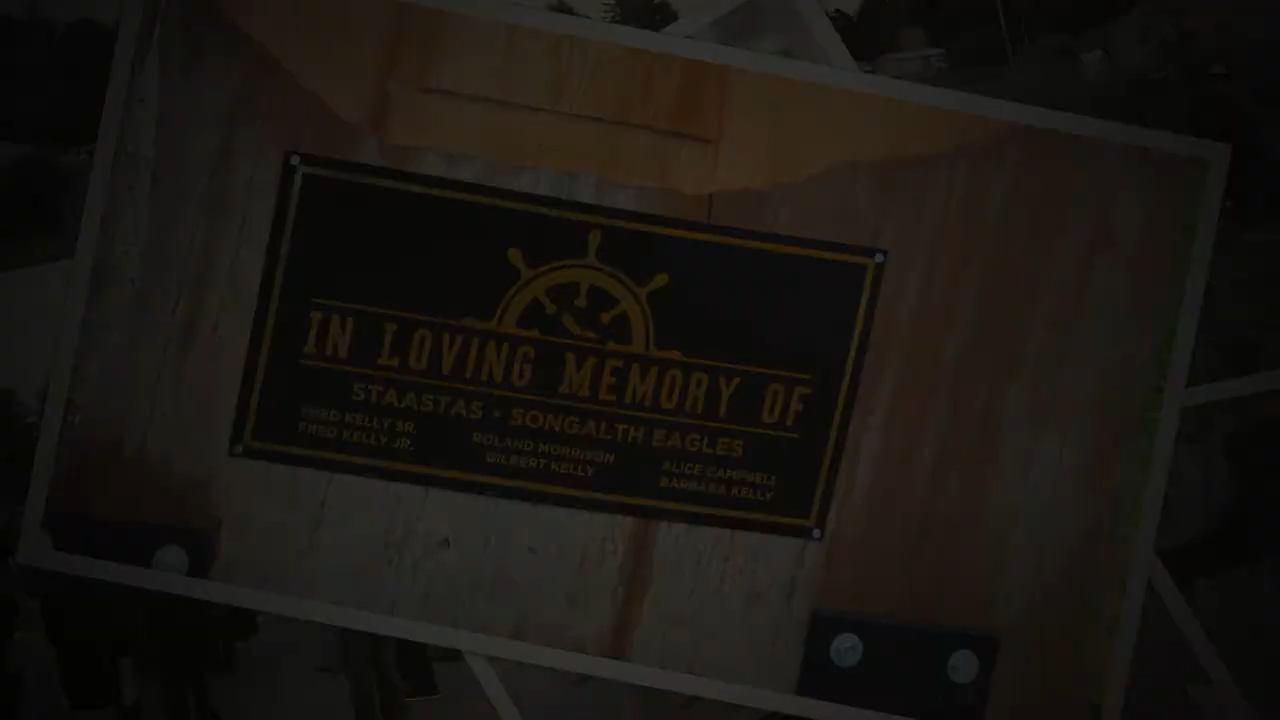 IN LOVING MEMORY OF
STAASTAS • SONGALTH EAGLES
FRED KELLY SR.
FRED KELLY JR.
ROLAND MORRISON
GILBERT KELLY
ALICE CAMPBELL
BARBARA KELLY